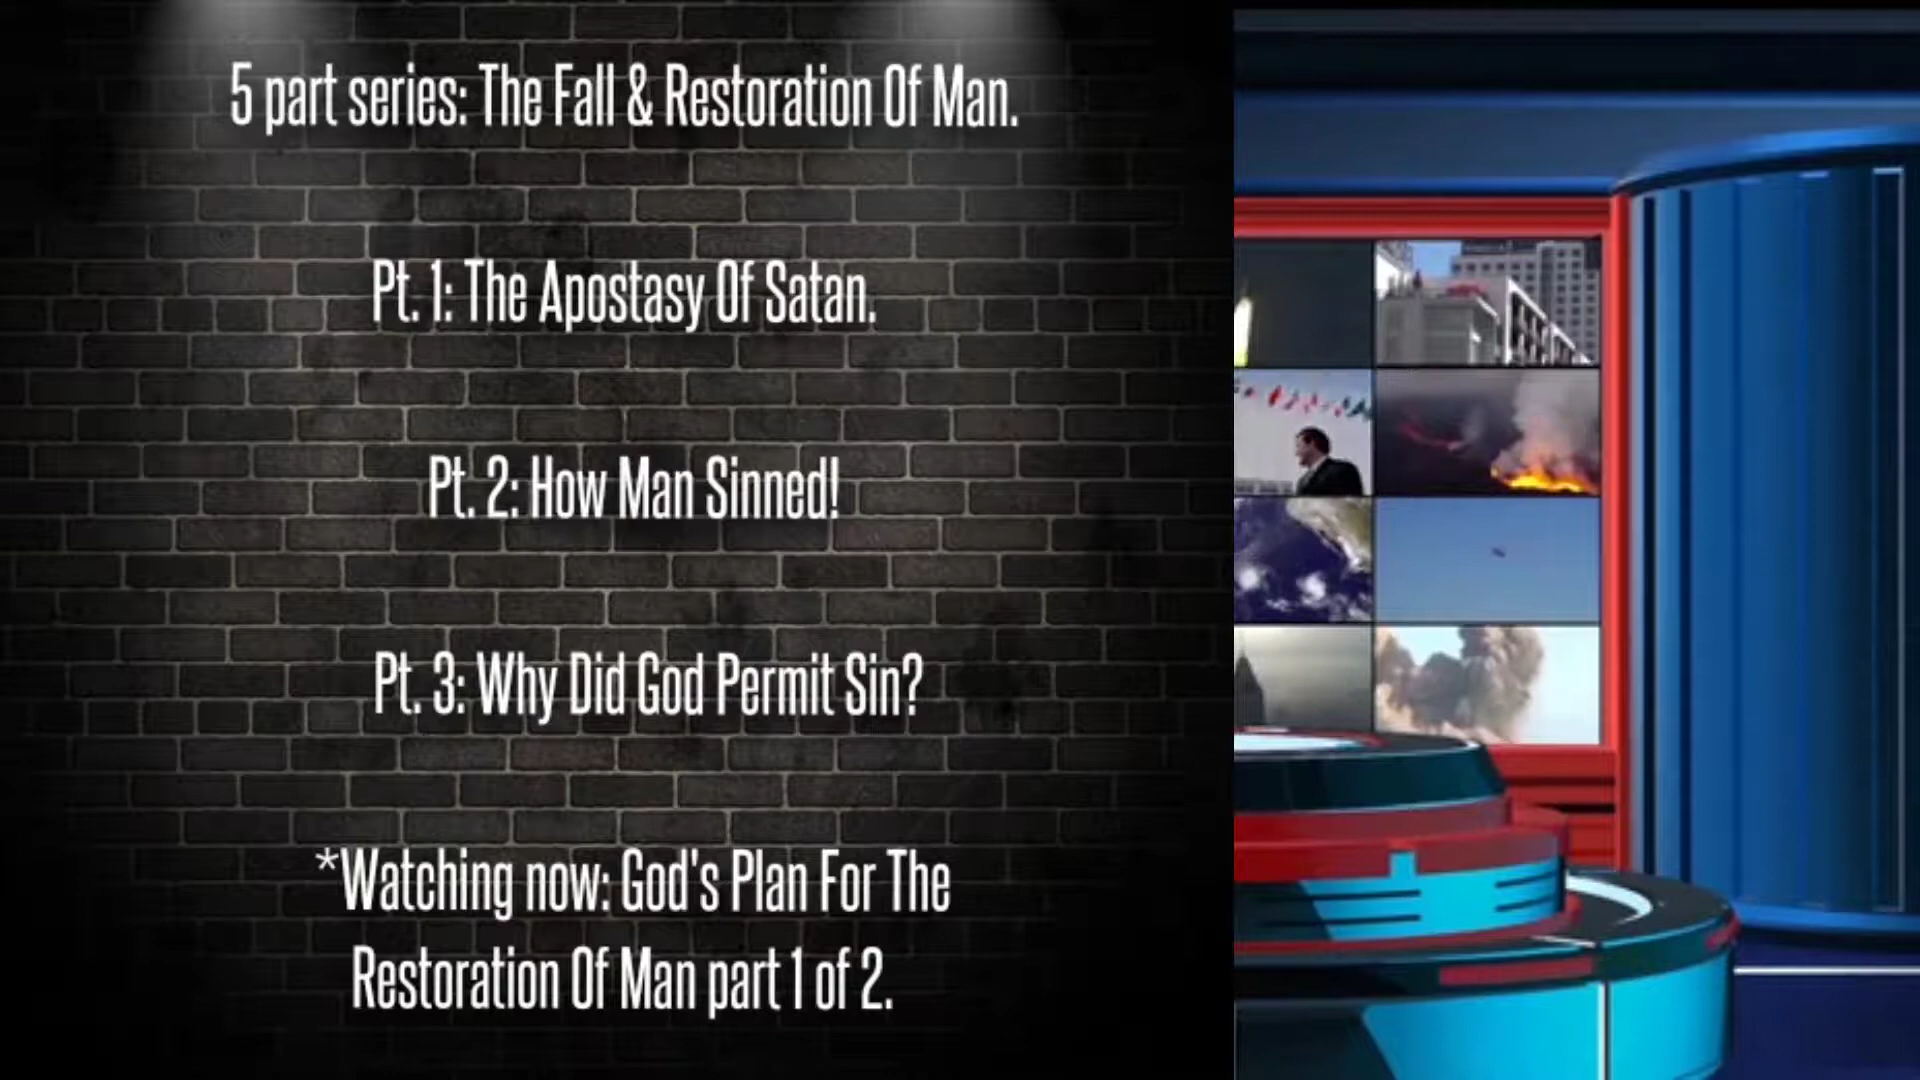 5 part series: The Fall & Restoration Of Man.
Pt. 1: The Apostasy Of Satan.
Pt. 2: How Man Sinned!
Pt. 3: Why Did God Permit Sin?
*Watching now: God's Plan For The
Restoration Of Man part 1 of 2.